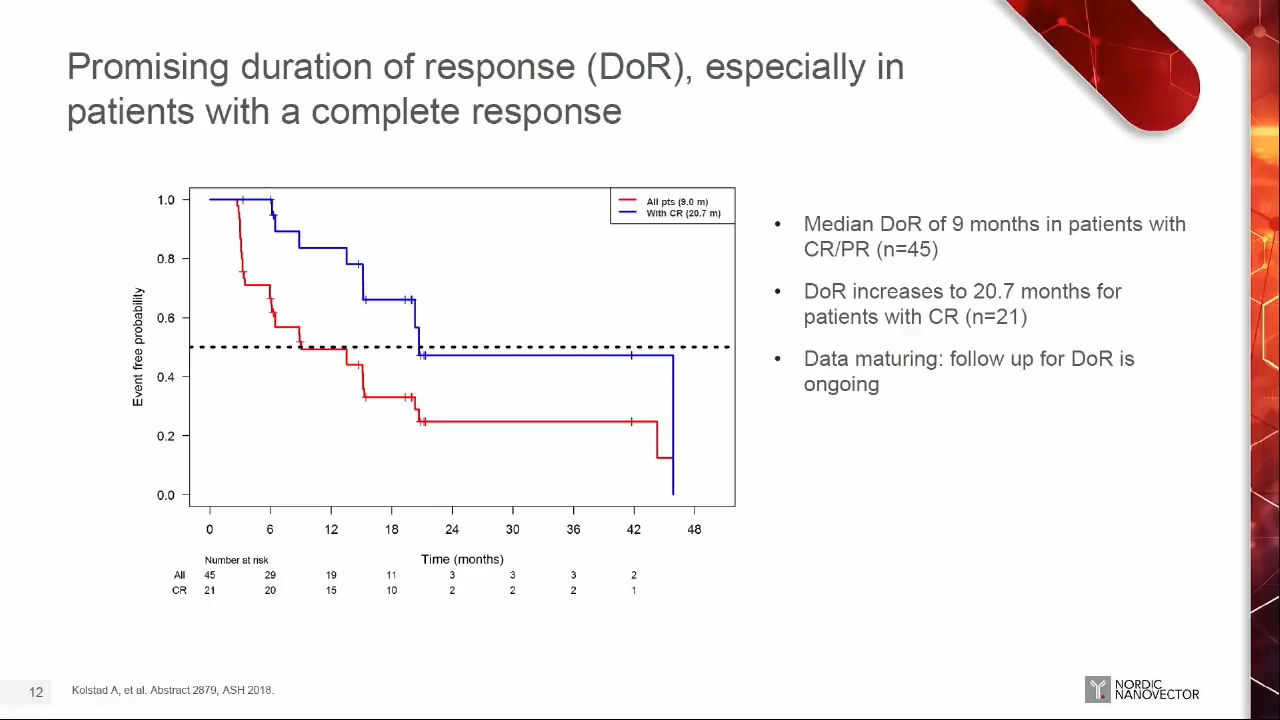 Promising duration of response (DoR), especially in
patients with a complete response
All pts (9.0 m)
With CR (20.7 m)
1.0
0.8
0.6
0.4
0.2
0.0
Event free probability
0 6 12 18 24 30 36 42 48
Time (months)
Number at risk
All 45 29 19 11 3 3 3 2
CR 21 20 15 10 2 2 2 1
• Median DoR of 9 months in patients with
CR/PR (n=45)
• DoR increases to 20.7 months for
patients with CR (n=21)
• Data maturing: follow up for DoR is
ongoing
12
Kolstad A, et al. Abstract 2879, ASH 2018.
NORDIC
NANOVECTOR